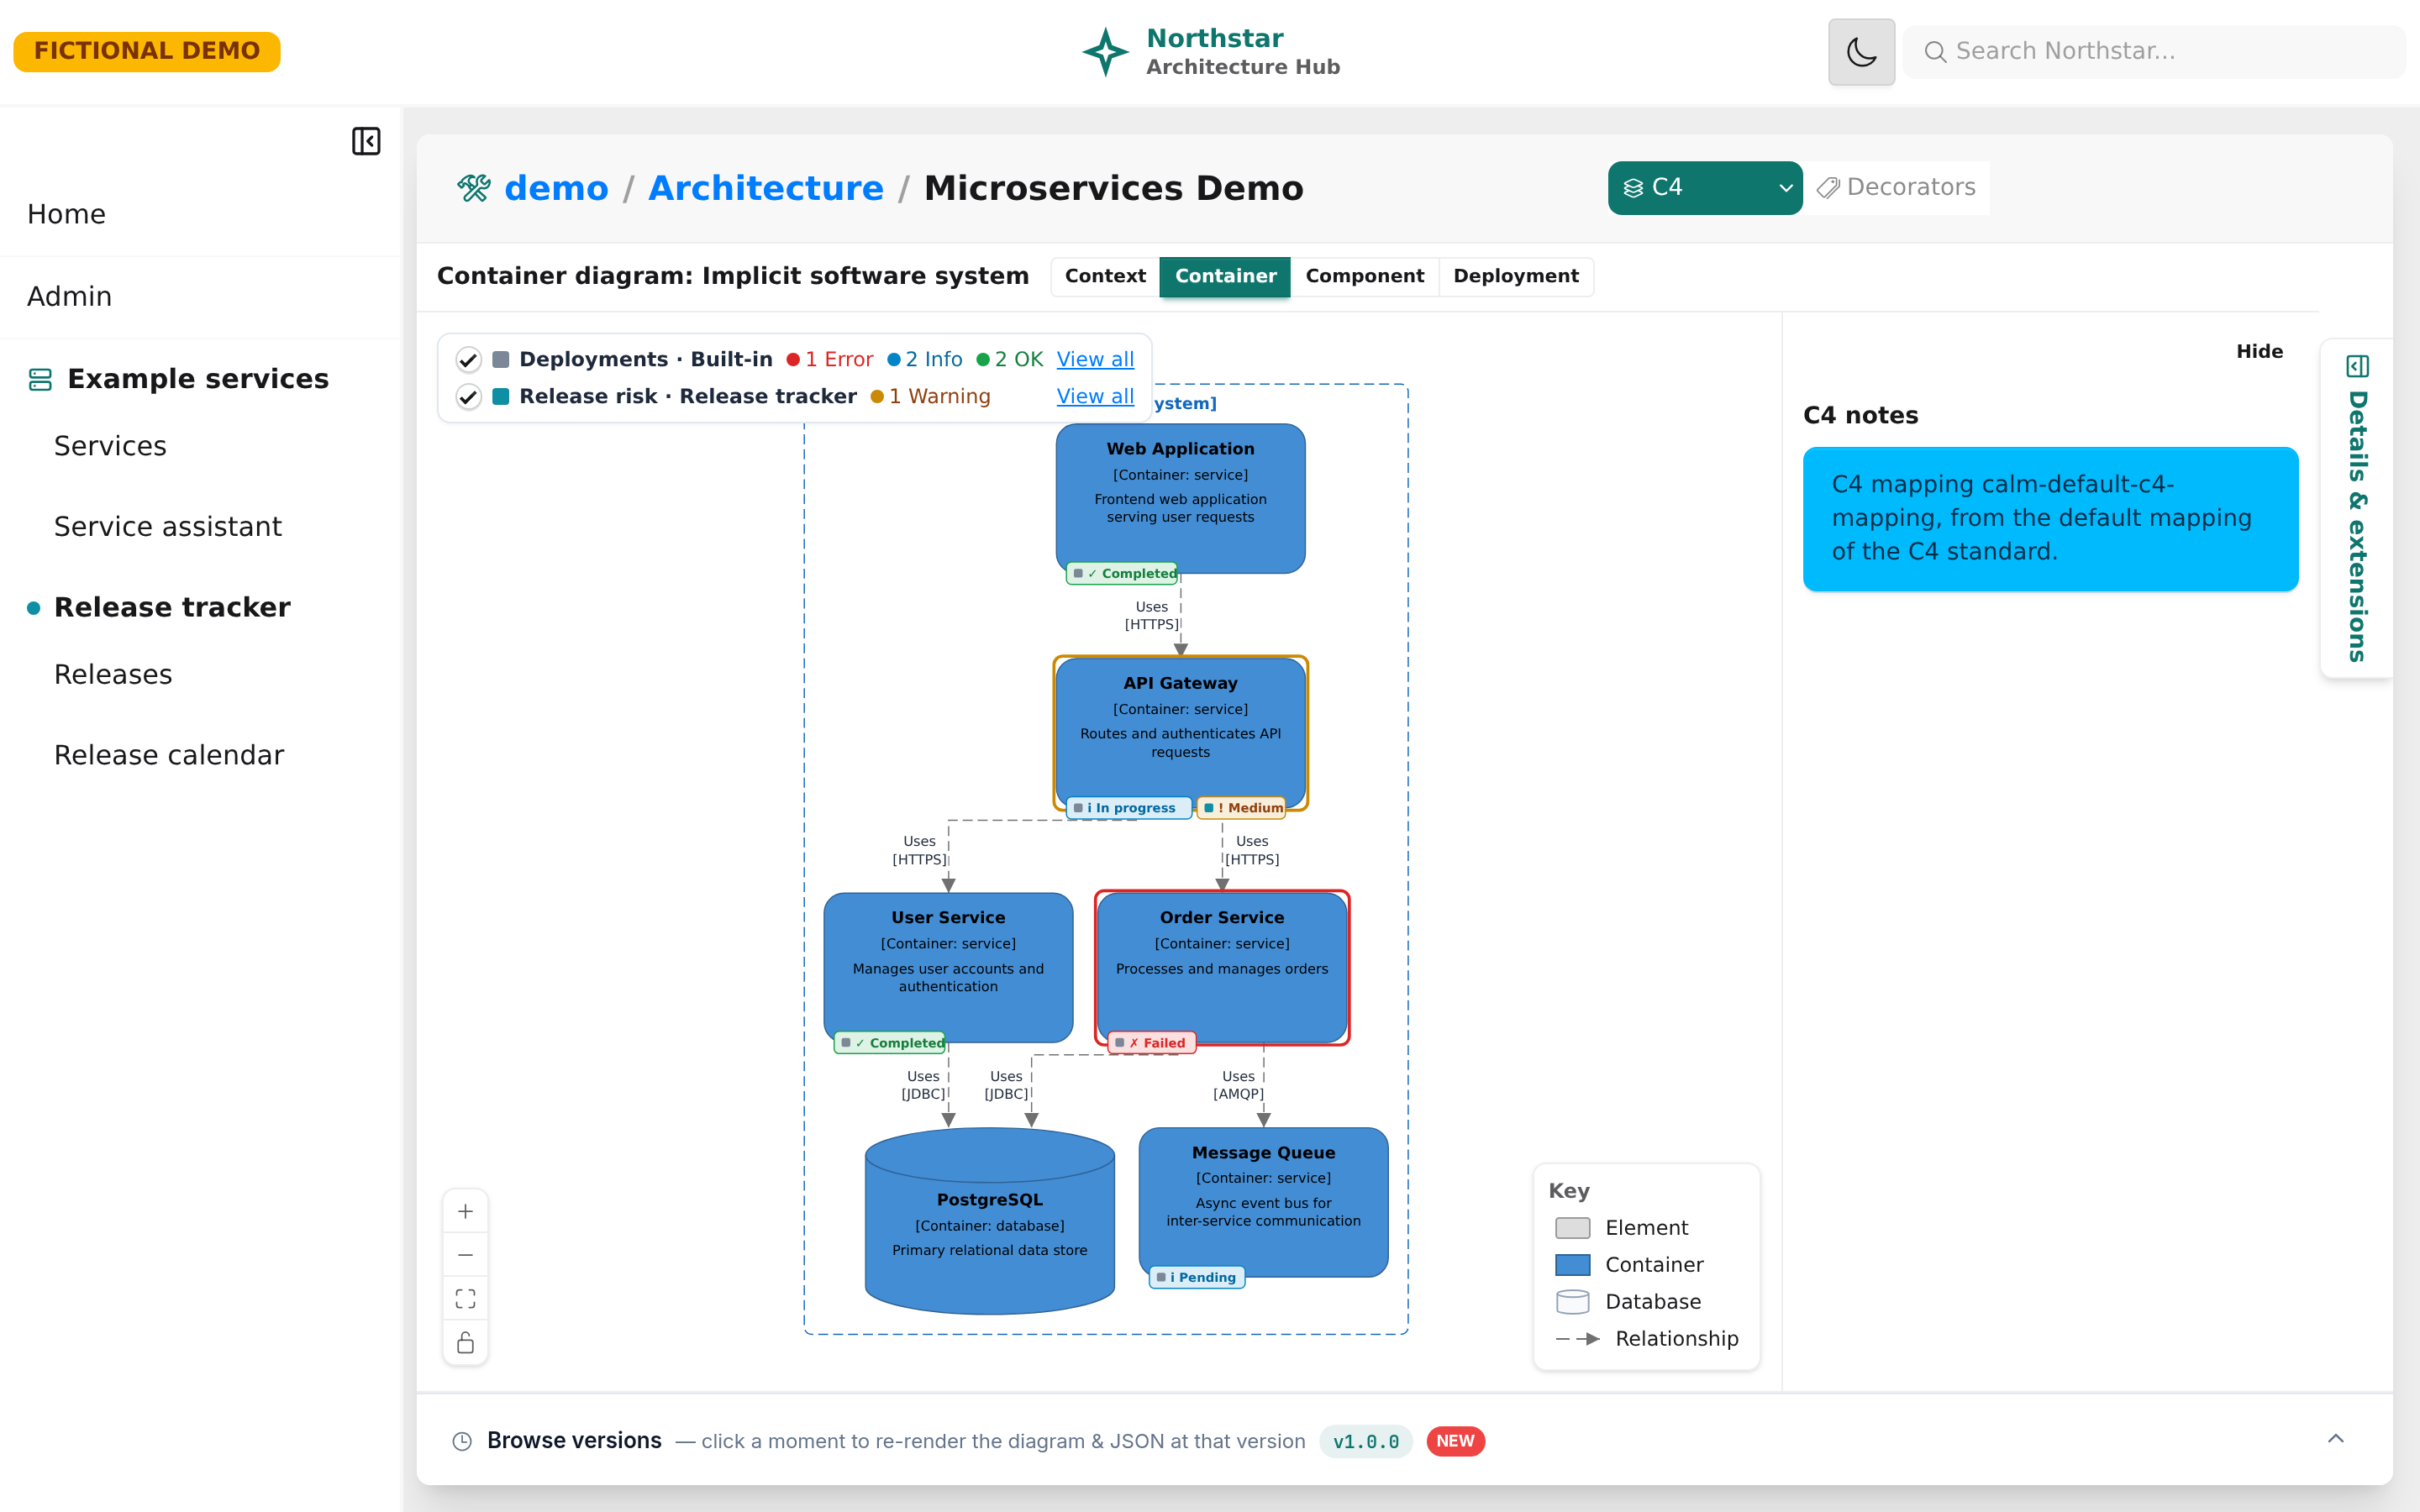 FICTIONAL DEMO
Northstar
Architecture Hub
Search Northstar...
Home
Admin
Example services
Services
Service assistant
Release tracker
Releases
Release calendar
demo / Architecture / Microservices Demo
C4
Decorators
Container diagram: Implicit software system
Context
Container
Component
Deployment
Deployments · Built-in 1 Error 2 Info 2 OK View all
Release risk · Release tracker 1 Warning View all
ystem]
Web Application
[Container: service]
Frontend web application
serving user requests
✓ Completed
Uses
[HTTPS]
API Gateway
[Container: service]
Routes and authenticates API
requests
i In progress
! Medium
Uses
[HTTPS]
Uses
[HTTPS]
User Service
[Container: service]
Manages user accounts and
authentication
✓ Completed
Order Service
[Container: service]
Processes and manages orders
✗ Failed
Uses
[JDBC]
Uses
[JDBC]
Uses
[AMQP]
PostgreSQL
[Container: database]
Primary relational data store
Message Queue
[Container: service]
Async event bus for
inter-service communication
i Pending
Key
Element
Container
Database
Relationship
Hide
C4 notes
C4 mapping calm-default-c4-
mapping, from the default mapping
of the C4 standard.
Details & extensions
Browse versions — click a moment to re-render the diagram & JSON at that version v1.0.0 NEW